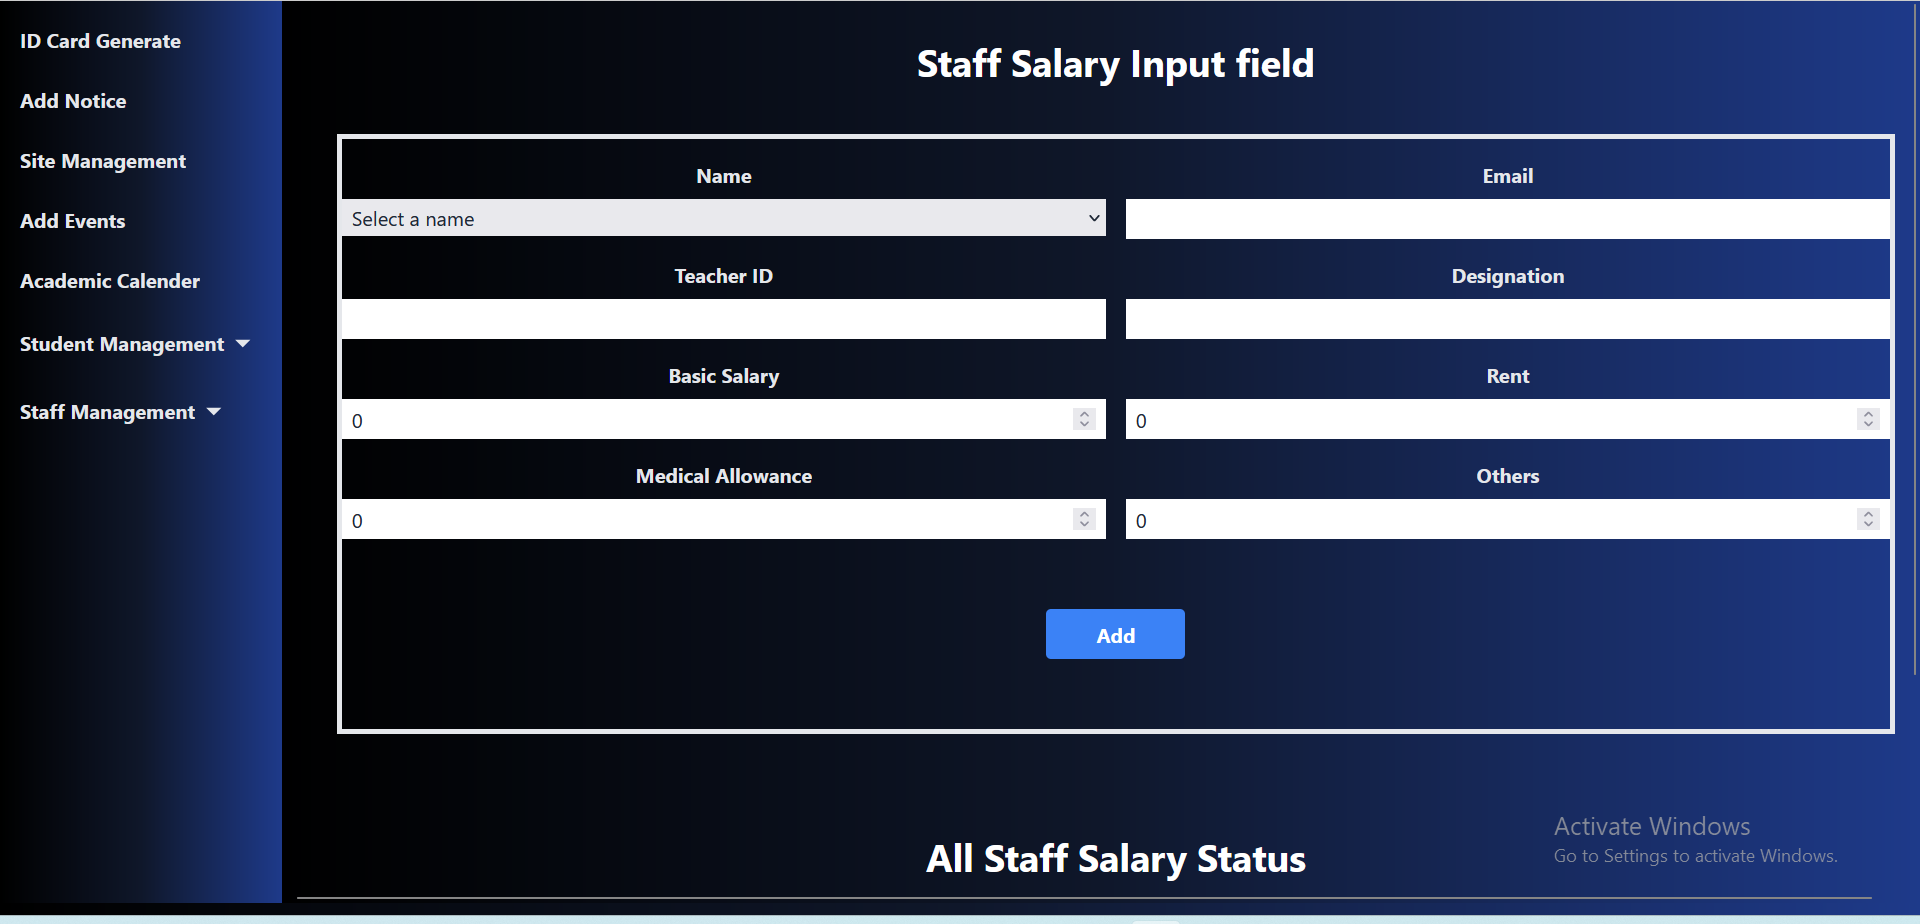 ID Card Generate
Add Notice
Site Management
Add Events
Academic Calender
Student Management
Staff Management
Staff Salary Input field
Name
Email
Select a name
Teacher ID
Designation
Basic Salary
Rent
0
0
Medical Allowance
Others
0
0
Add
All Staff Salary Status
Activate Windows
Go to Settings to activate Windows.